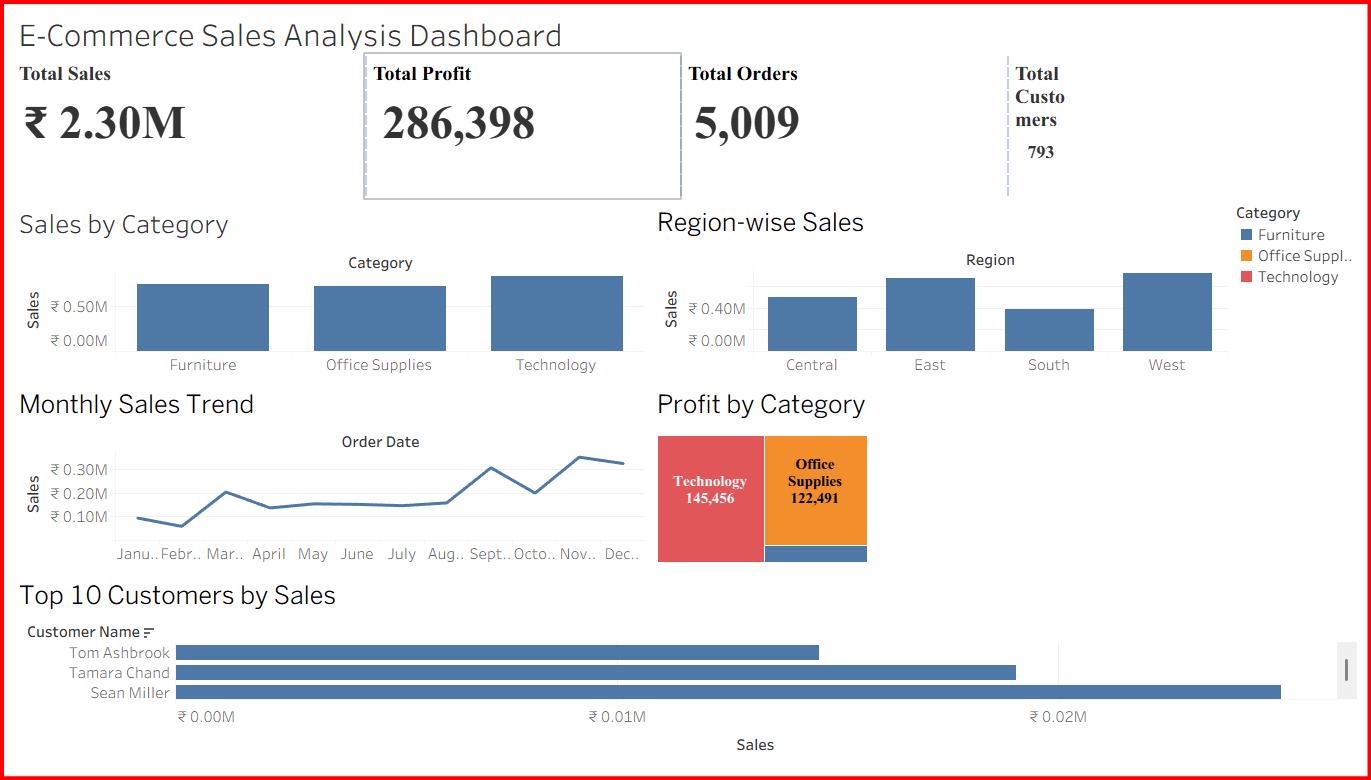 E-Commerce Sales Analysis Dashboard
Total Sales
₹ 2.30M
Total Profit
286,398
Total Orders
5,009
Total
Custo
mers
793
Sales by Category
Category
Sales
₹ 0.50M
₹ 0.00M
Furniture
Office Supplies
Technology
Region-wise Sales
Region
Sales
₹ 0.40M
₹ 0.00M
Central
East
South
West
Category
Furniture
Office Suppl..
Technology
Monthly Sales Trend
Order Date
Sales
₹ 0.30M
₹ 0.20M
₹ 0.10M
Janu.. Febr.. Mar.. April May June July Aug.. Sept.. Octo.. Nov.. Dec..
Profit by Category
Technology
145,456
Office
Supplies
122,491
Top 10 Customers by Sales
Customer Name
Tom Ashbrook
Tamara Chand
Sean Miller
₹ 0.00M
₹ 0.01M
₹ 0.02M
Sales